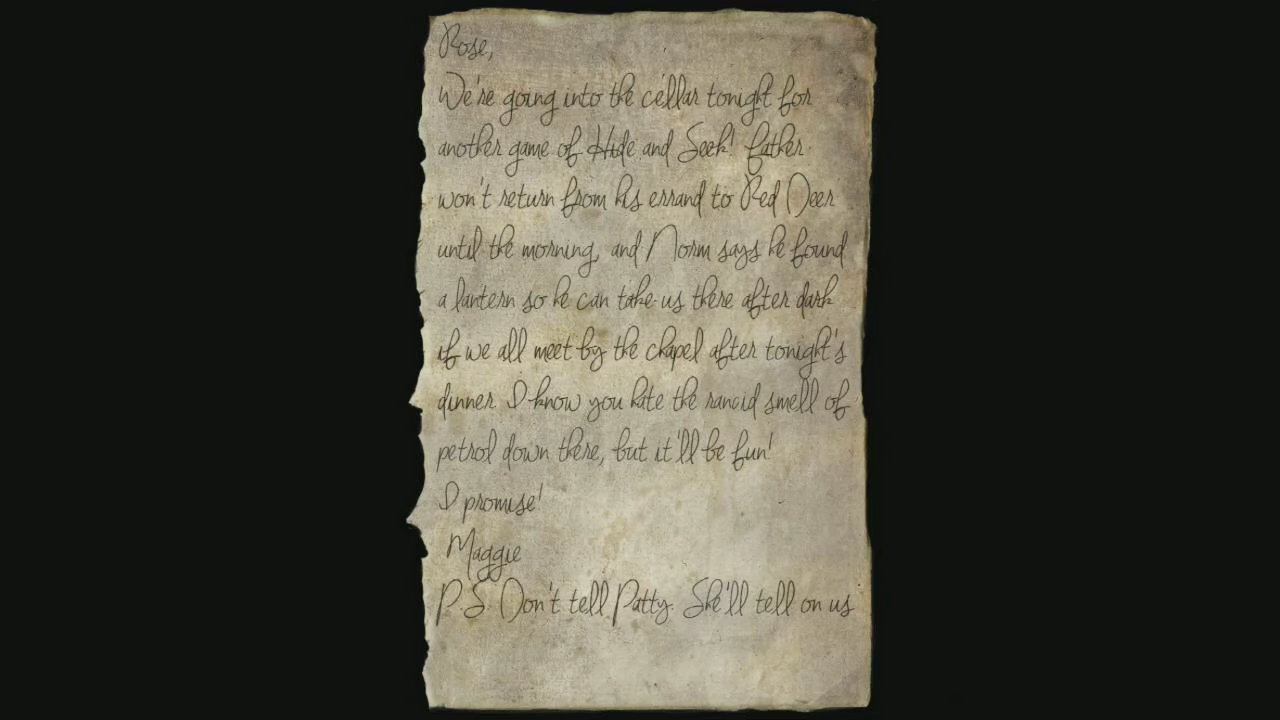 Rose,
We're going into the cellar tonight for
another game of Hide and Seek! Father
won't return from his errand to Red Deer
until the morning, and Norm says he found
a lantern so he can take us there after dark
if we all meet by the chapel after tonight's
dinner. I know you hate the rancid smell of
petrol down there, but it'll be fun!
I promise!
Maggie
P.S. Don't tell Patty. She'll tell on us